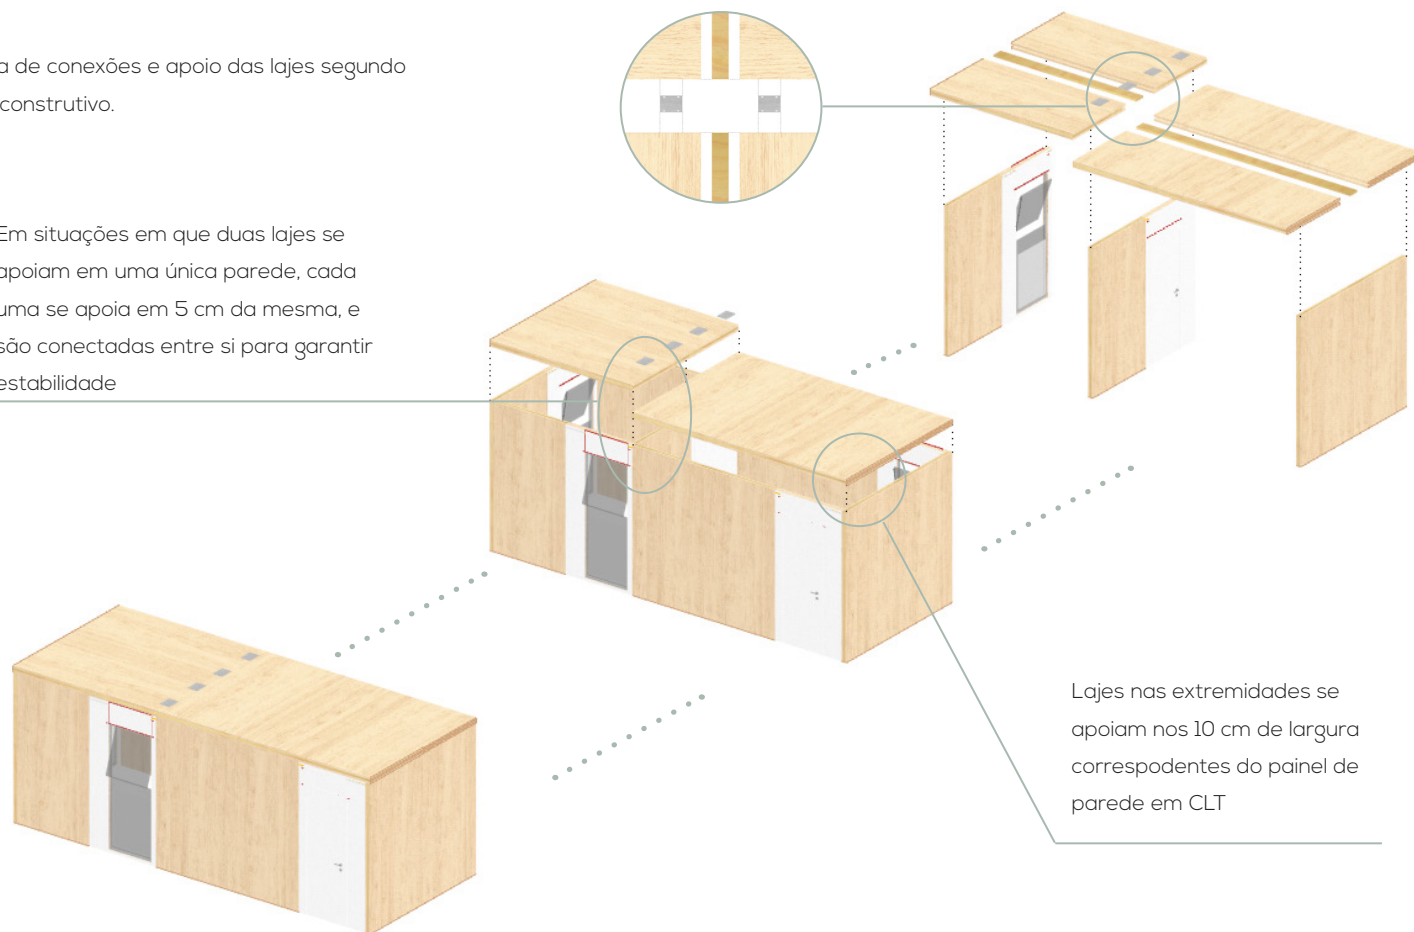 a de conexões e apoio das lajes segundo
construtivo.
Em situações em que duas lajes se
apoiam em uma única parede, cada
uma se apoia em 5 cm da mesma, e
são conectadas entre si para garantir
estabilidade
Lajes nas extremidades se
apoiam nos 10 cm de largura
correspodentes do painel de
parede em CLT